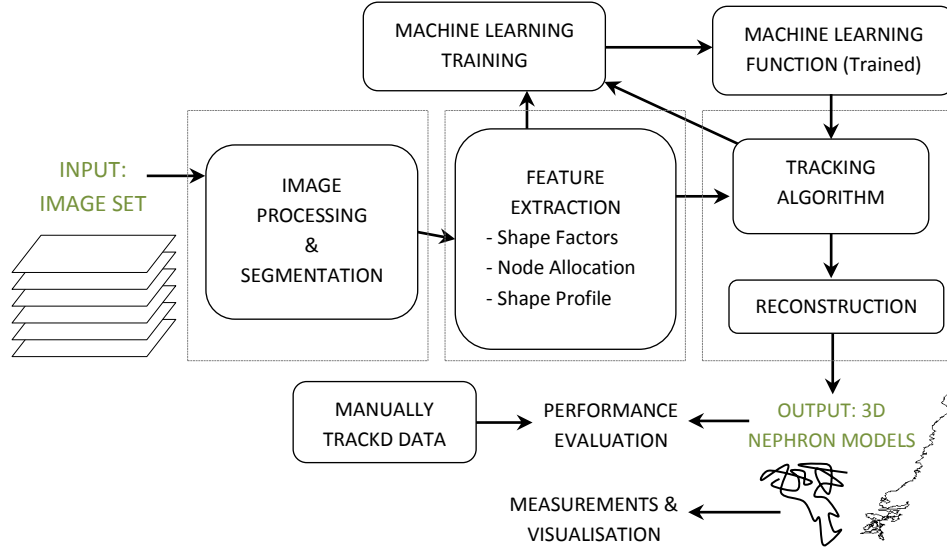 MACHINE LEARNING
TRAINING
MACHINE LEARNING
FUNCTION (Trained)
INPUT:
IMAGE SET
IMAGE
PROCESSING
&
SEGMENTATION
FEATURE
EXTRACTION
- Shape Factors
- Node Allocation
- Shape Profile
TRACKING
ALGORITHM
RECONSTRUCTION
MANUALLY
TRACKD DATA
PERFORMANCE
EVALUATION
OUTPUT: 3D
NEPHRON MODELS
MEASUREMENTS &
VISUALISATION